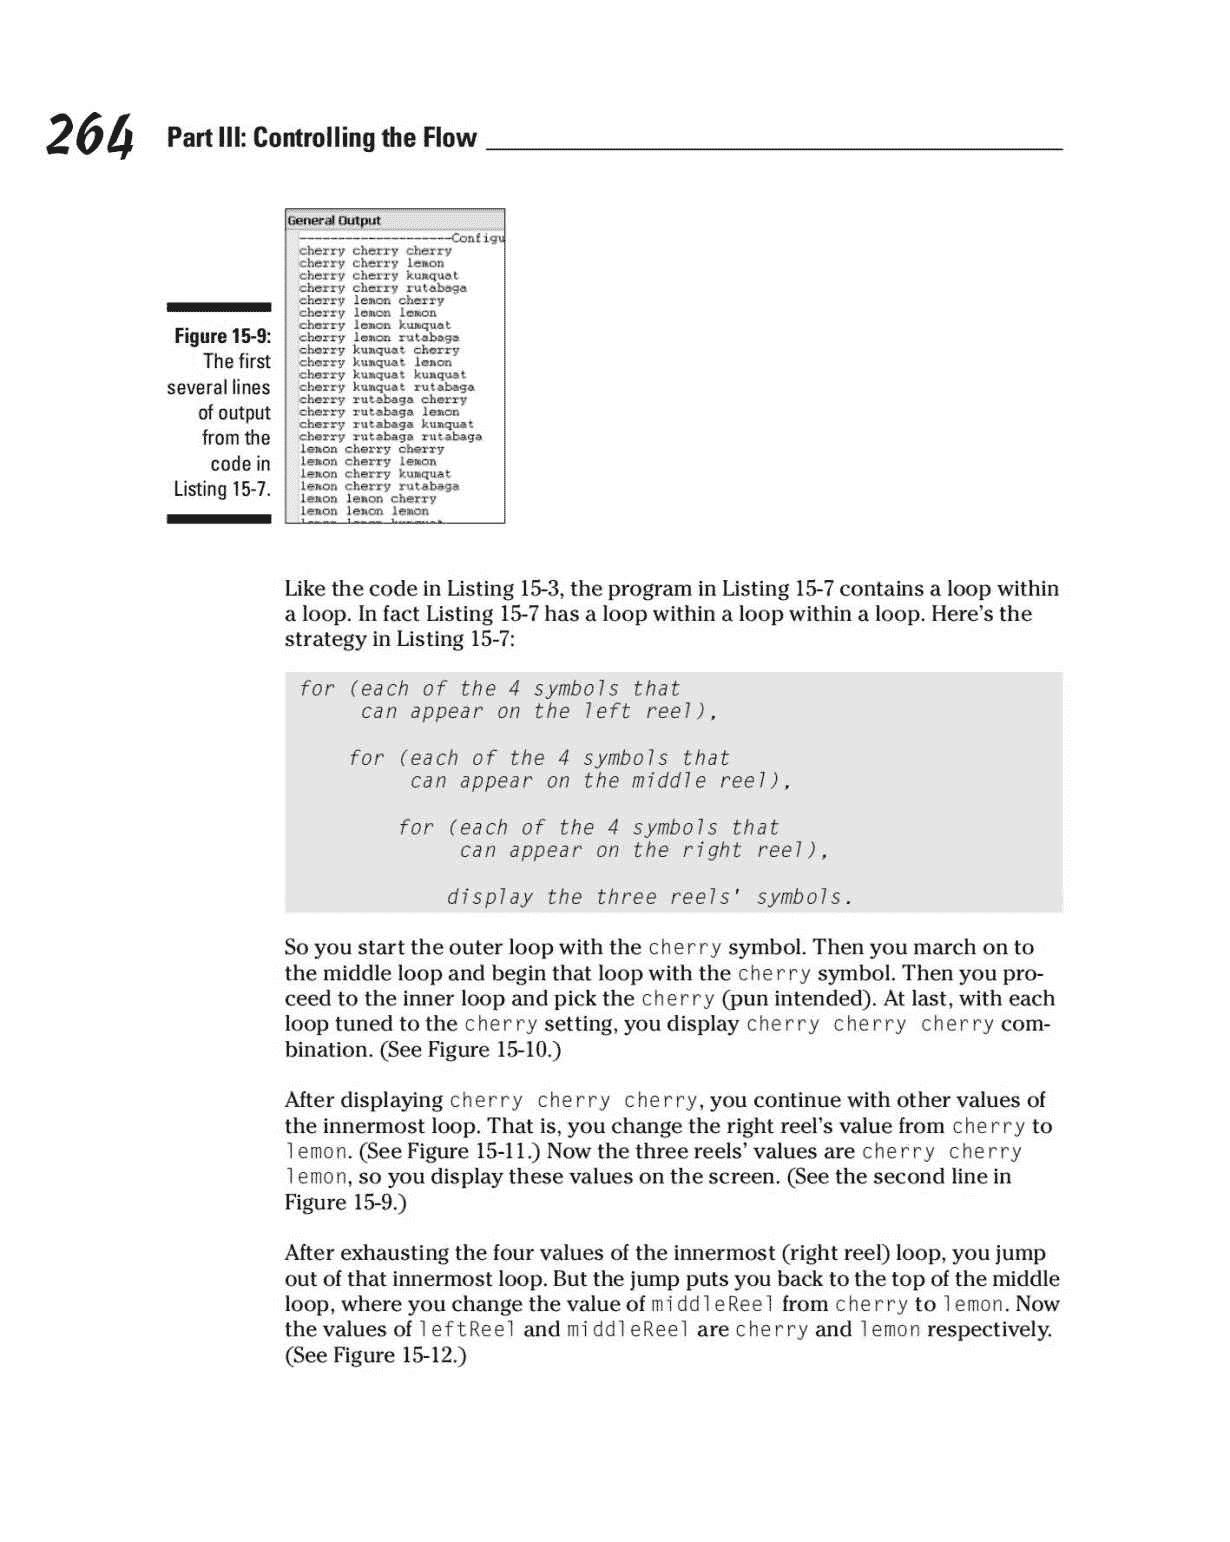 264 Part III: Controlling the Flow
General Output
--------------------Configu
cherry cherry cherry
cherry cherry lemon
cherry cherry kumquat
cherry cherry rutabaga
cherry lemon cherry
cherry lemon lemon
cherry lemon kumquat
cherry lemon rutabaga
cherry kumquat cherry
cherry kumquat lemon
cherry kumquat kumquat
cherry kumquat rutabaga
cherry rutabaga cherry
cherry rutabaga lemon
cherry rutabaga kumquat
cherry rutabaga rutabaga
lemon cherry cherry
lemon cherry lemon
lemon cherry kumquat
lemon cherry rutabaga
lemon lemon cherry
lemon lemon lemon
lemon lemon kumquat
Figure 15-9:
The first
several lines
of output
from the
code in
Listing 15-7.
Like the code in Listing 15-3, the program in Listing 15-7 contains a loop within
a loop. In fact Listing 15-7 has a loop within a loop within a loop. Here's the
strategy in Listing 15-7:
for (each of the 4 symbols that
can appear on the left reel),
for (each of the 4 symbols that
can appear on the middle reel),
for (each of the 4 symbols that
can appear on the right reel),
display the three reels' symbols.
So you start the outer loop with the cherry symbol. Then you march on to
the middle loop and begin that loop with the cherry symbol. Then you pro-
ceed to the inner loop and pick the cherry (pun intended). At last, with each
loop tuned to the cherry setting, you display cherry cherry cherry com-
bination. (See Figure 15-10.)
After displaying cherry cherry cherry, you continue with other values of
the innermost loop. That is, you change the right reel's value from cherry to
lemon. (See Figure 15-11.) Now the three reels' values are cherry cherry
lemon, so you display these values on the screen. (See the second line in
Figure 15-9.)
After exhausting the four values of the innermost (right reel) loop, you jump
out of that innermost loop. But the jump puts you back to the top of the middle
loop, where you change the value of middleReel from cherry to lemon. Now
the values of leftReel and middleReel are cherry and lemon respectively.
(See Figure 15-12.)